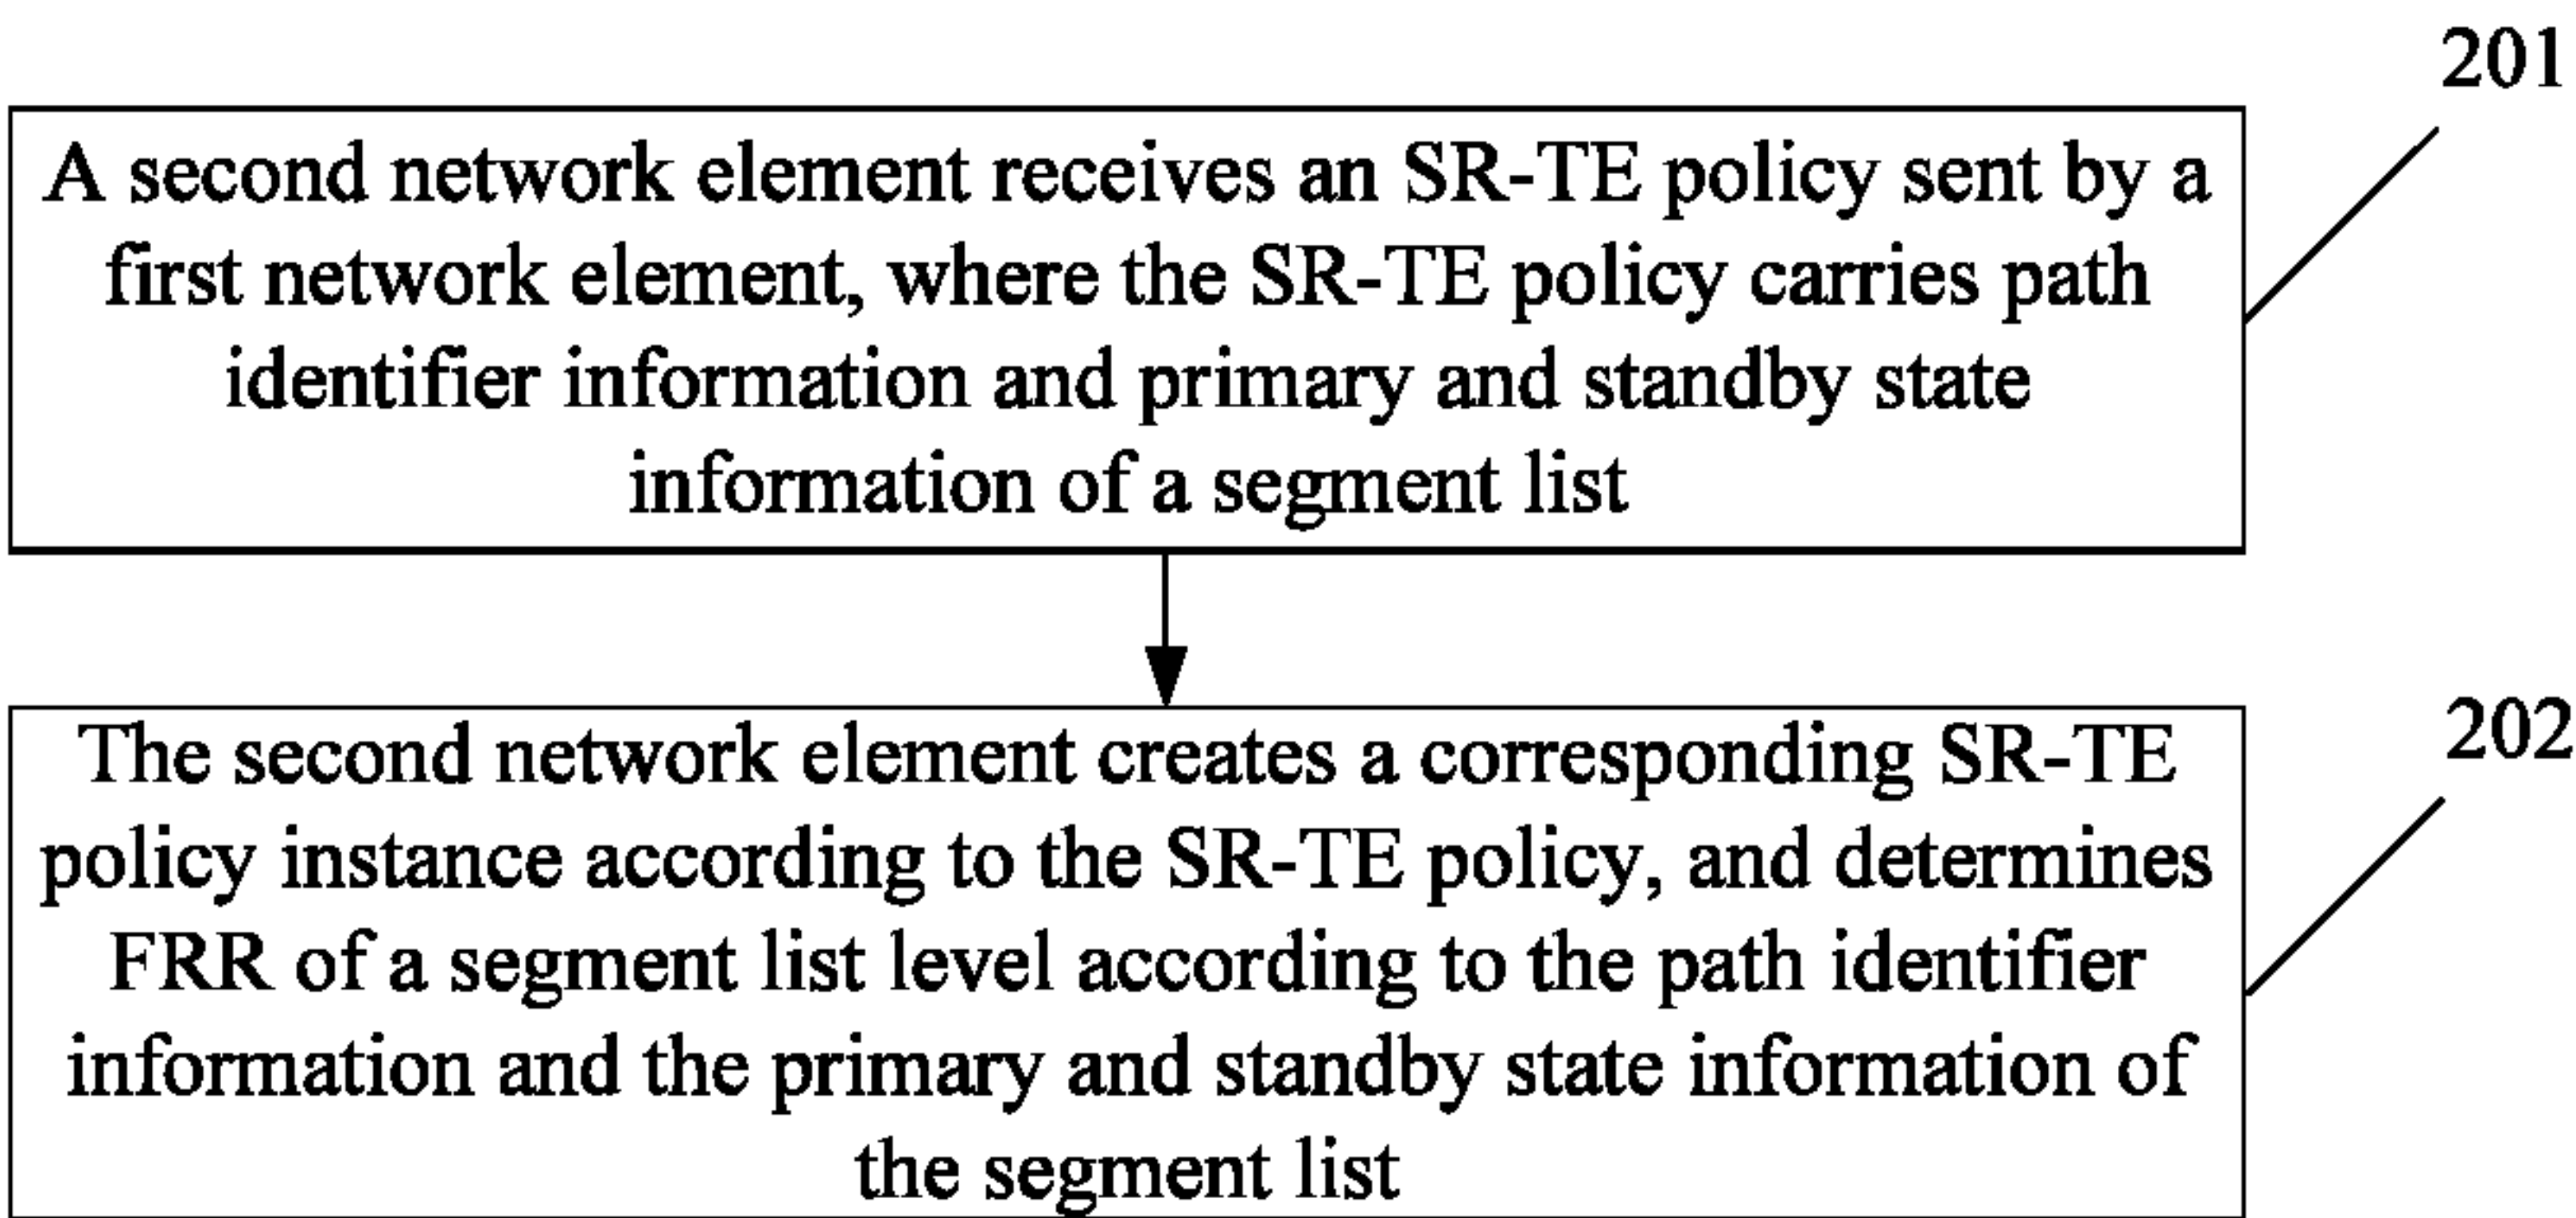 201
A second network element receives an SR-TE policy sent by a
first network element, where the SR-TE policy carries path
identifier information and primary and standby state
information of a segment list
202
The second network element creates a corresponding SR-TE
policy instance according to the SR-TE policy, and determines
FRR of a segment list level according to the path identifier
information and the primary and standby state information of
the segment list